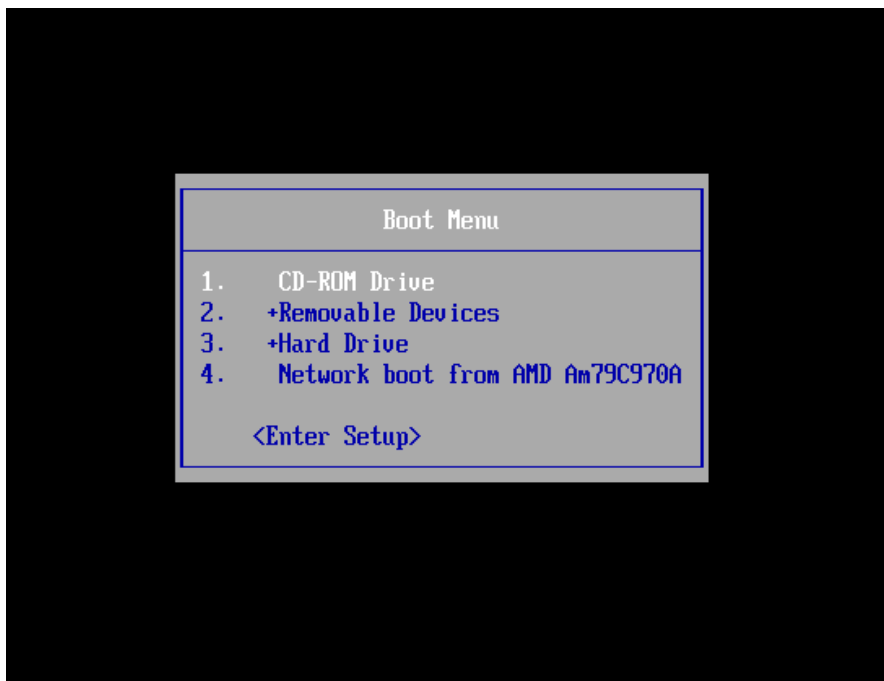 Boot Menu
1. CD-ROM Drive
2. +Removable Devices
3. +Hard Drive
4. Network boot from AMD Am79C970A
<Enter Setup>